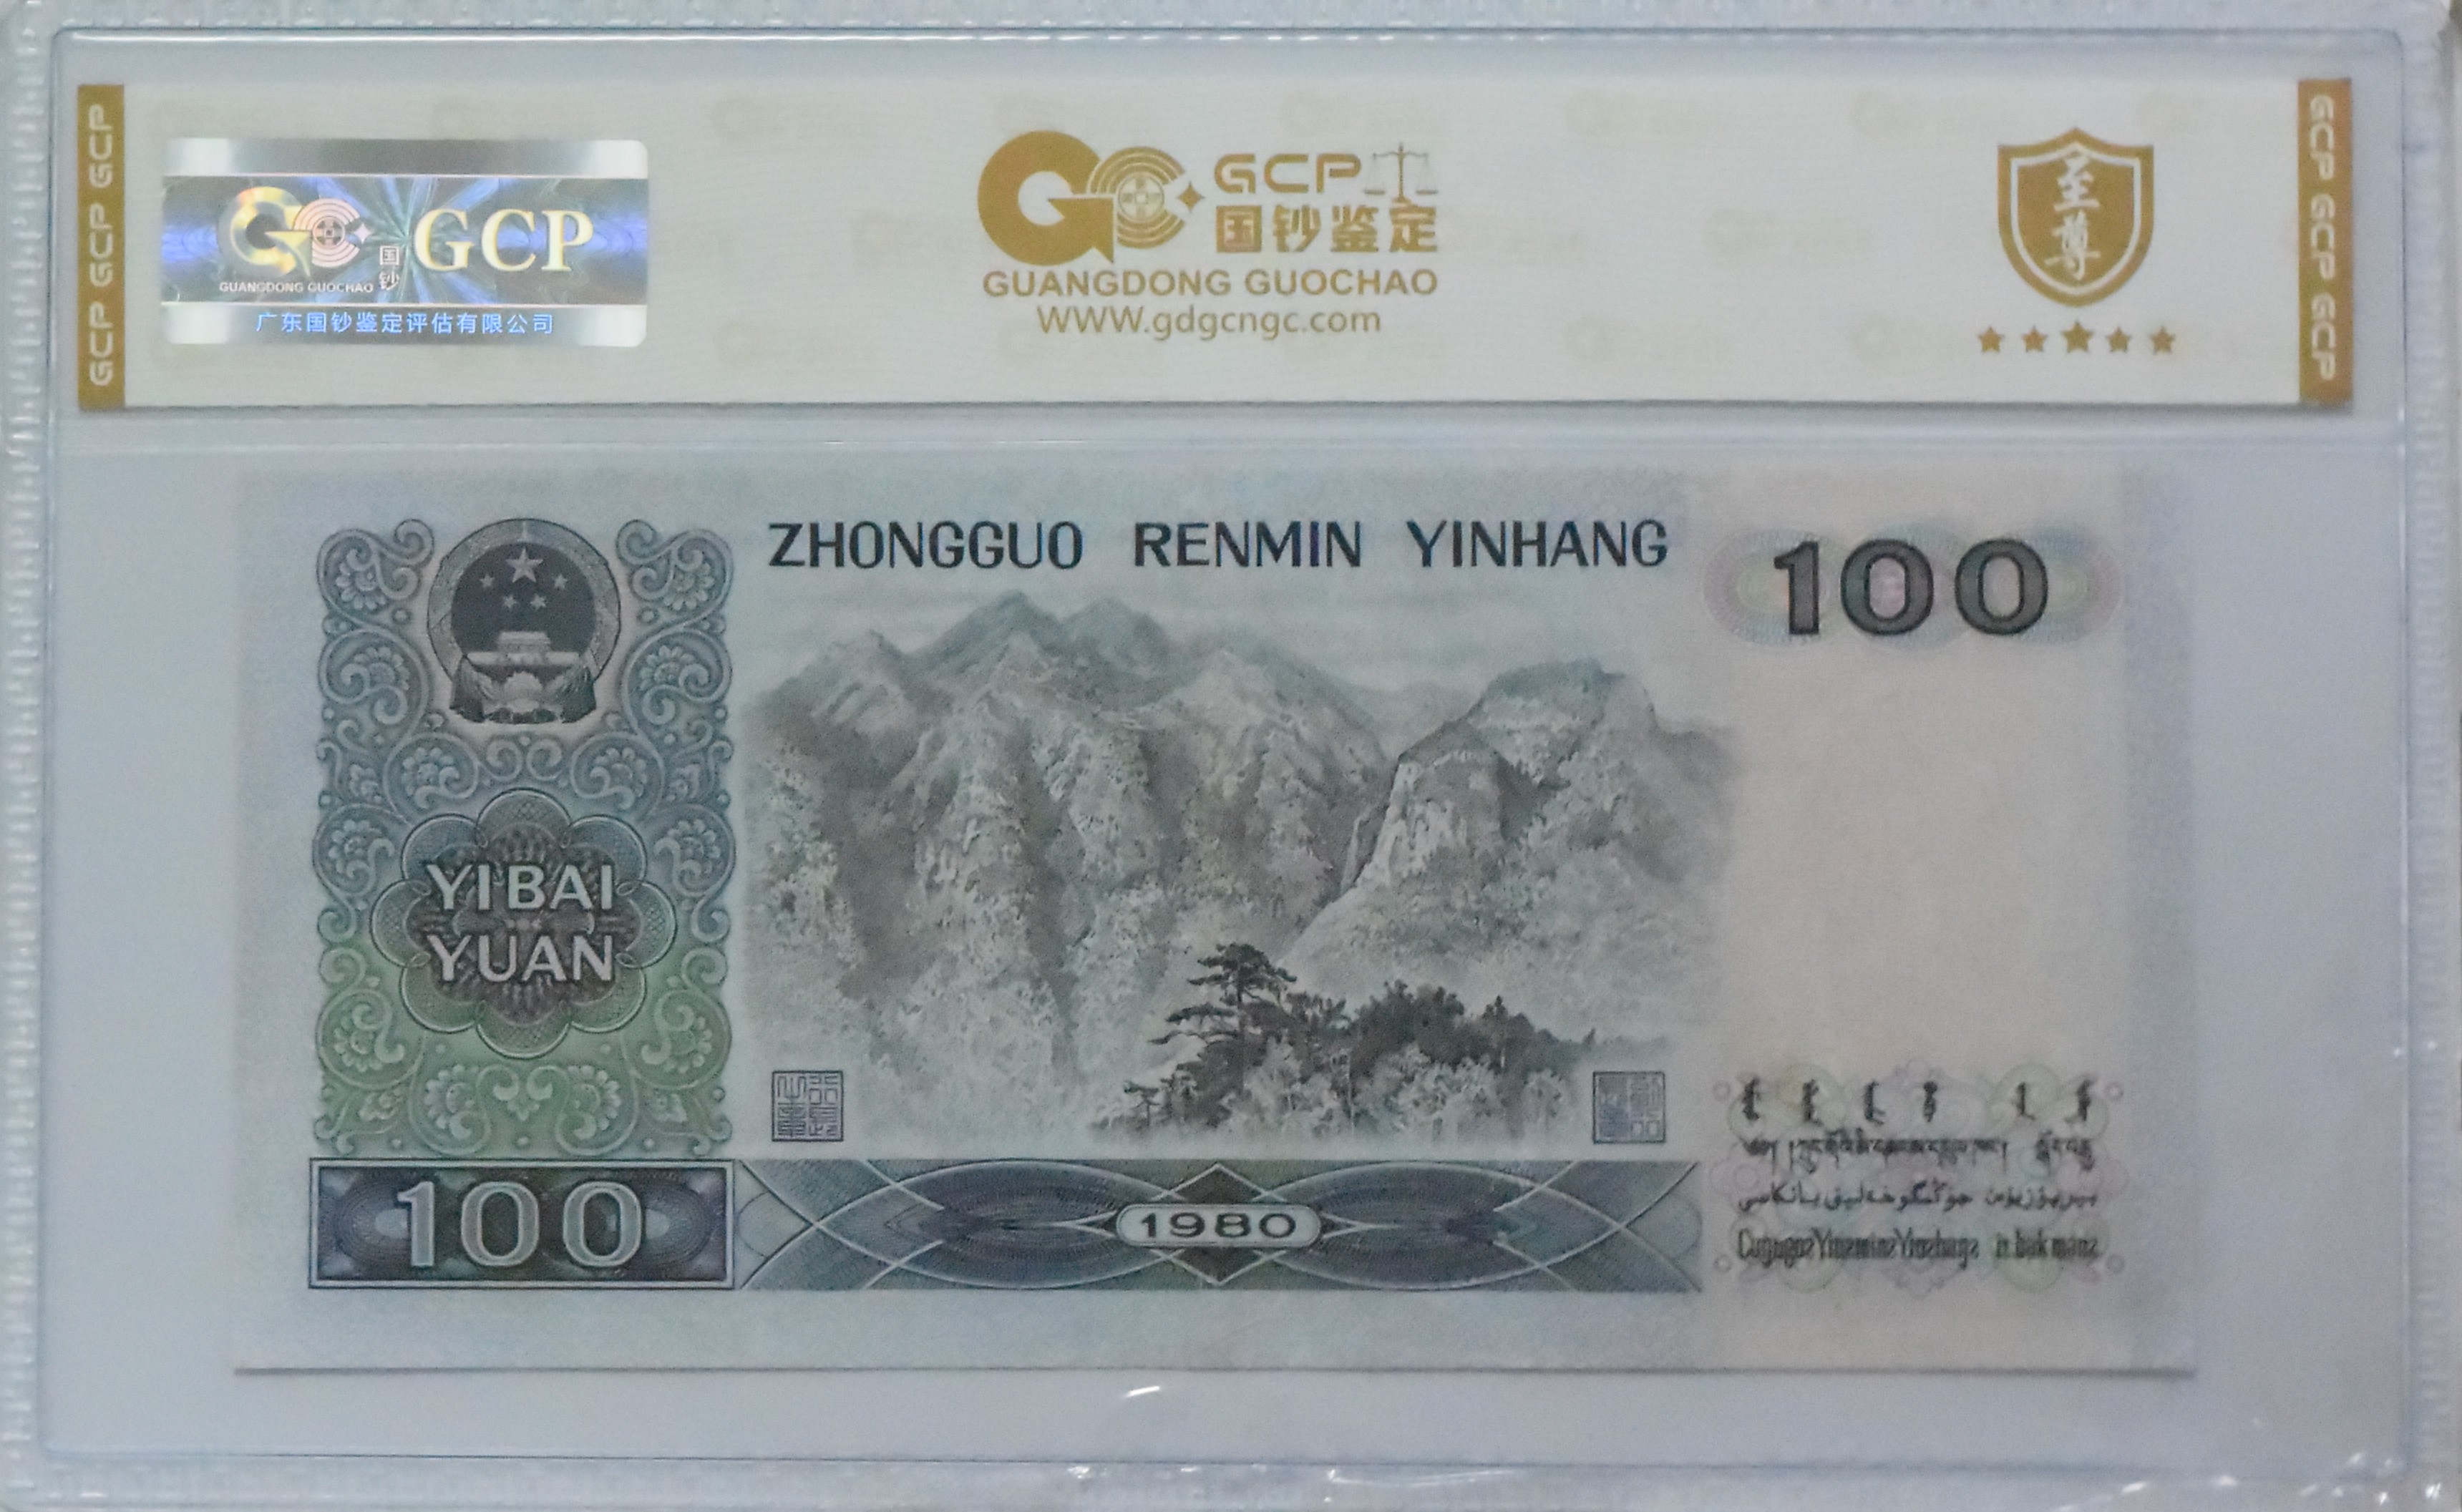 GCP GCP GCP
GUANGDONG GUOCHAO
国钞
GCP
广东国钞鉴定评估有限公司
GCP
国钞鉴定
GUANGDONG GUOCHAO
WWW.gdgcngc.com
至尊
GCP GCP GCP
ZHONGGUO RENMIN YINHANG
100
YIBAI
YUAN
100
1980